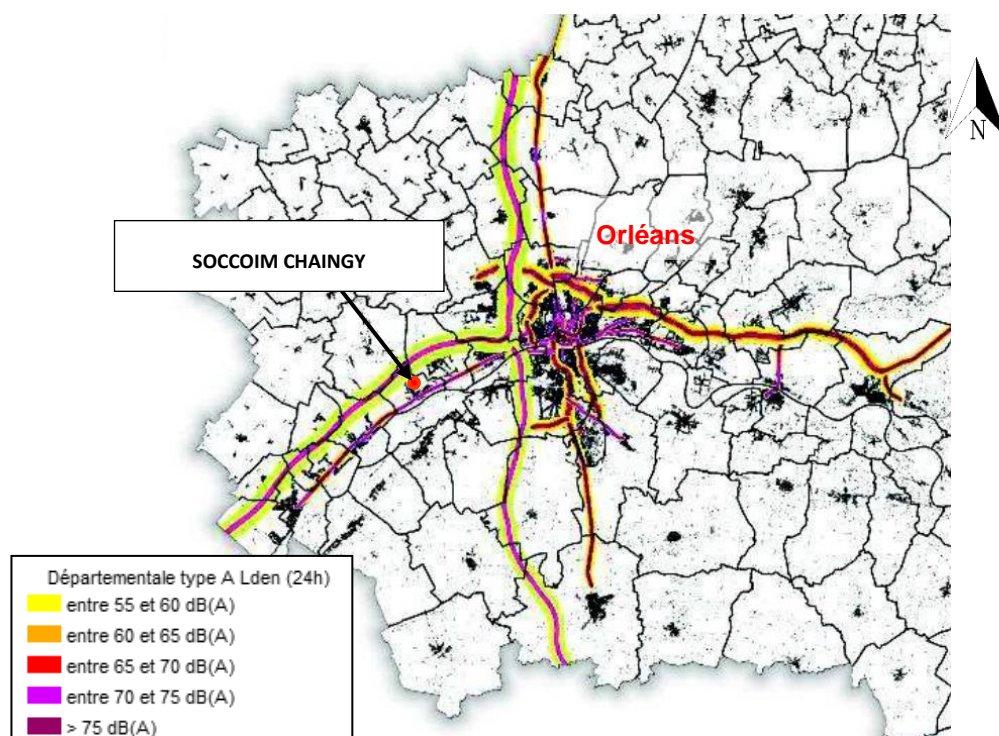 N
Orléans
SOCCOIM CHAINGY
Départementale type A Lden (24h)
entre 55 et 60 dB(A)
entre 60 et 65 dB(A)
entre 65 et 70 dB(A)
entre 70 et 75 dB(A)
> 75 dB(A)